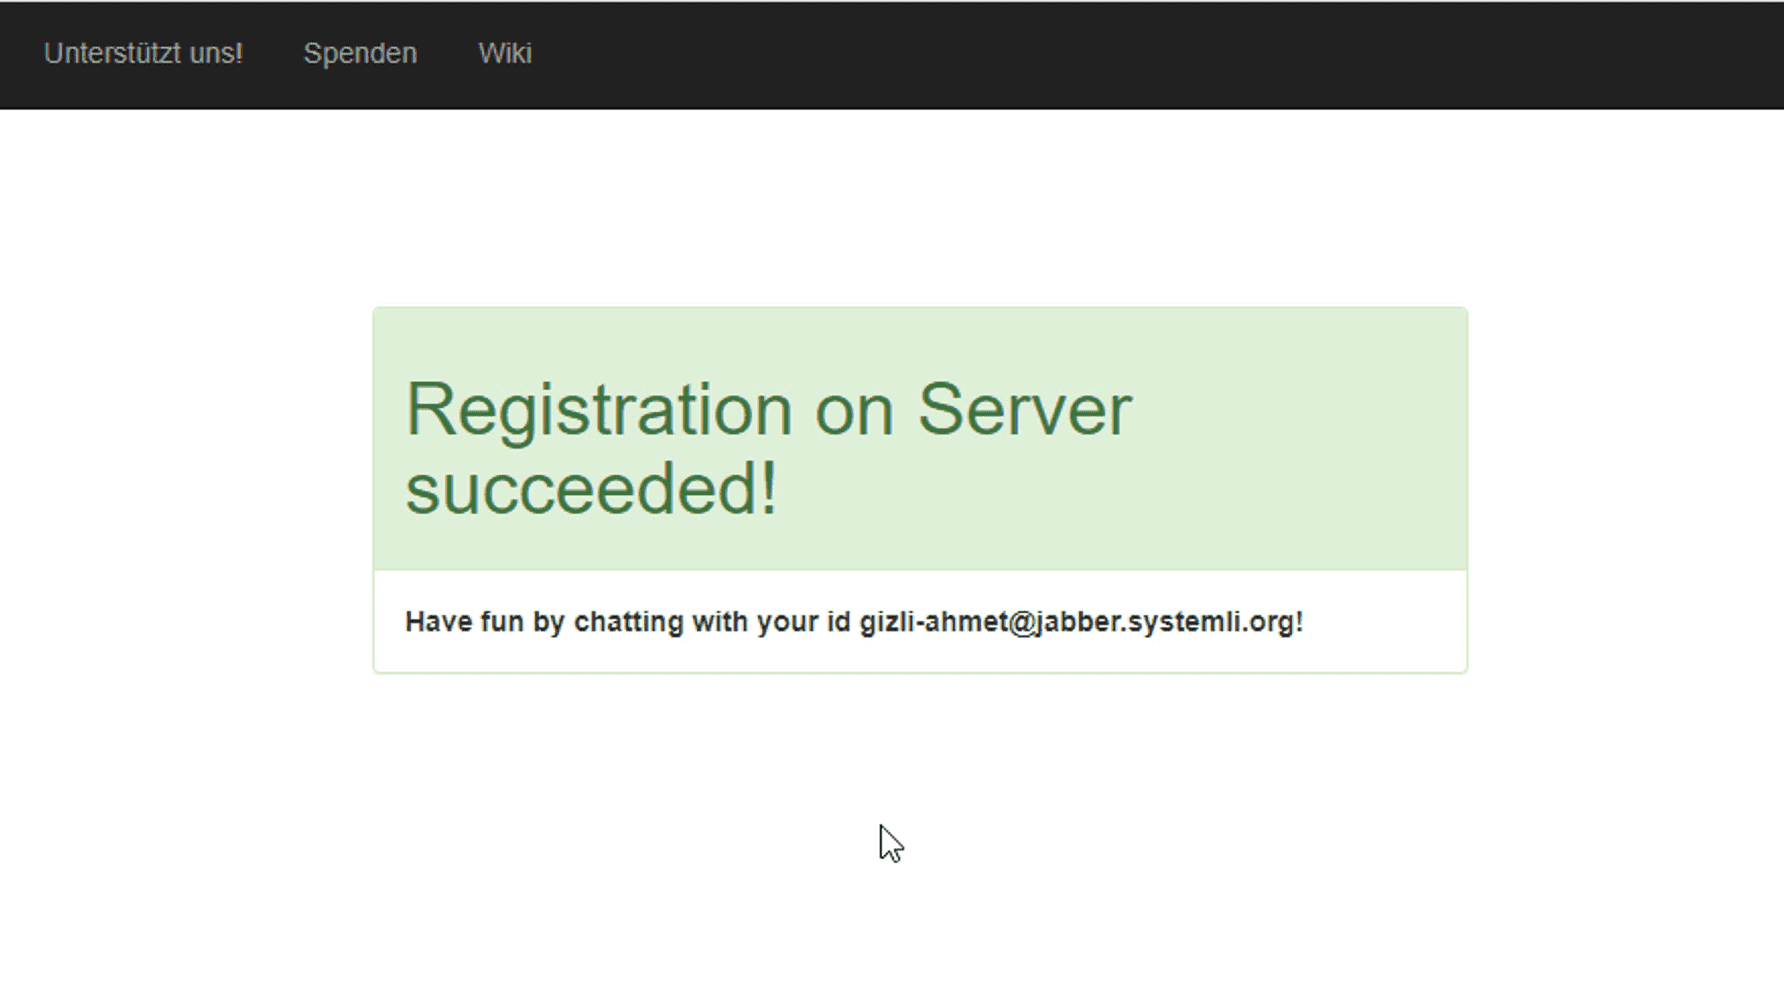 Unterstützt uns! Spenden Wiki
Registration on Server
succeeded!
Have fun by chatting with your id gizli-ahmet@jabber.systemli.org!